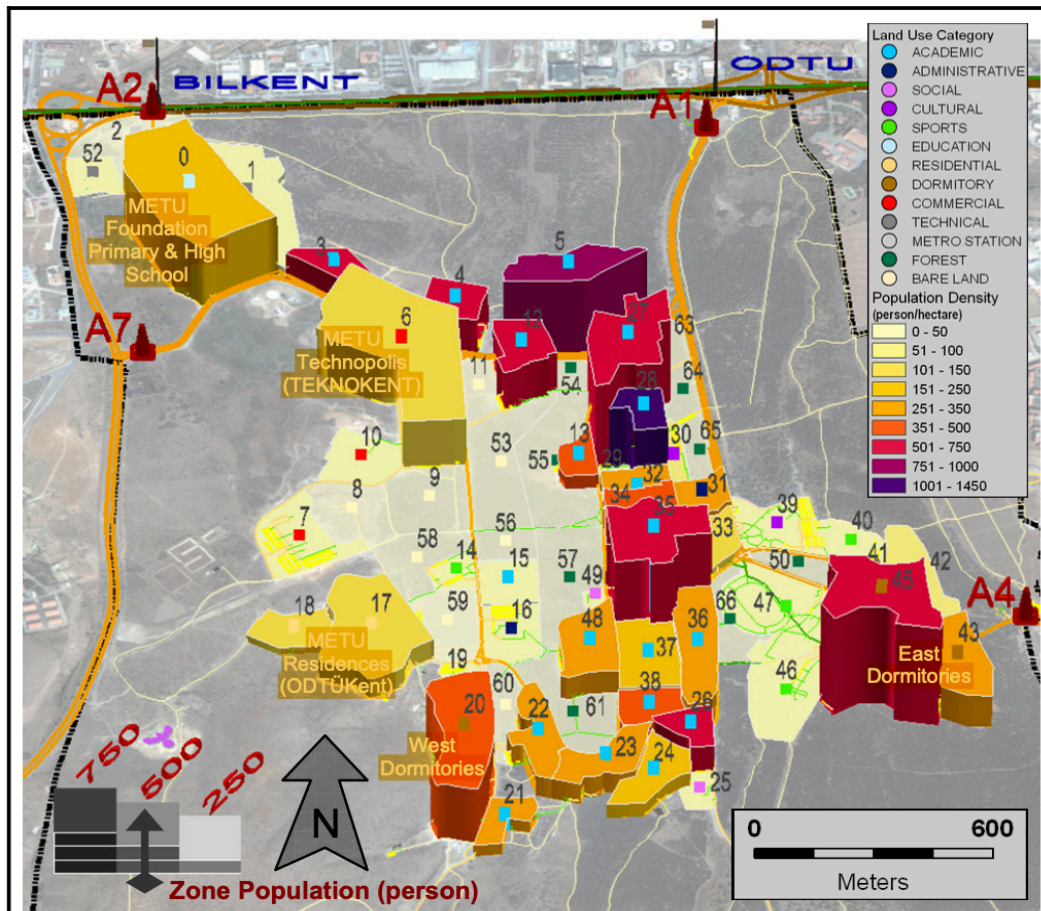 BILKENT
ODTU
A2
A1
A7
A4
Land Use Category
ACADEMIC
ADMINISTRATIVE
SOCIAL
CULTURAL
SPORTS
EDUCATION
RESIDENTIAL
DORMITORY
COMMERCIAL
TECHNICAL
METRO STATION
FOREST
BARE LAND
Population Density
(person/hectare)
0 - 50
51 - 100
101 - 150
151 - 250
251 - 350
351 - 500
501 - 750
751 - 1000
1001 - 1450
2
52
0
1
METU
Foundation
Primary & High
School
3
4
5
6
METU
Technopolis
(TEKNOKENT)
12
27
63
11
54
28
64
10
53
55
13
29
30
65
9
8
32
34
31
7
56
35
33
39
40
41
42
58
14
15
57
49
50
45
18
17
59
16
48
66
47
36
37
43
METU
Residences
(ODTÜKent)
East
Dormitories
19
60
20
22
61
38
26
46
West
Dormitories
23
24
25
21
750
500
250
N
Zone Population (person)
0
600
Meters